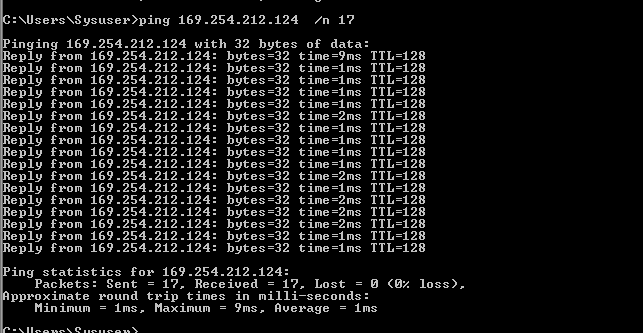 C:\Users\Sysuser>ping 169.254.212.124  /n 17
Pinging 169.254.212.124 with 32 bytes of data:
Reply from 169.254.212.124: bytes=32 time=9ms TTL=128
Reply from 169.254.212.124: bytes=32 time=1ms TTL=128
Reply from 169.254.212.124: bytes=32 time=1ms TTL=128
Reply from 169.254.212.124: bytes=32 time=1ms TTL=128
Reply from 169.254.212.124: bytes=32 time=1ms TTL=128
Reply from 169.254.212.124: bytes=32 time=2ms TTL=128
Reply from 169.254.212.124: bytes=32 time=1ms TTL=128
Reply from 169.254.212.124: bytes=32 time=1ms TTL=128
Reply from 169.254.212.124: bytes=32 time=1ms TTL=128
Reply from 169.254.212.124: bytes=32 time=1ms TTL=128
Reply from 169.254.212.124: bytes=32 time=2ms TTL=128
Reply from 169.254.212.124: bytes=32 time=1ms TTL=128
Reply from 169.254.212.124: bytes=32 time=2ms TTL=128
Reply from 169.254.212.124: bytes=32 time=2ms TTL=128
Reply from 169.254.212.124: bytes=32 time=2ms TTL=128
Reply from 169.254.212.124: bytes=32 time=1ms TTL=128
Reply from 169.254.212.124: bytes=32 time=1ms TTL=128
Ping statistics for 169.254.212.124:
    Packets: Sent = 17, Received = 17, Lost = 0 (0% loss),
Approximate round trip times in milli-seconds:
    Minimum = 1ms, Maximum = 9ms, Average = 1ms
C:\Users\Sysuser>